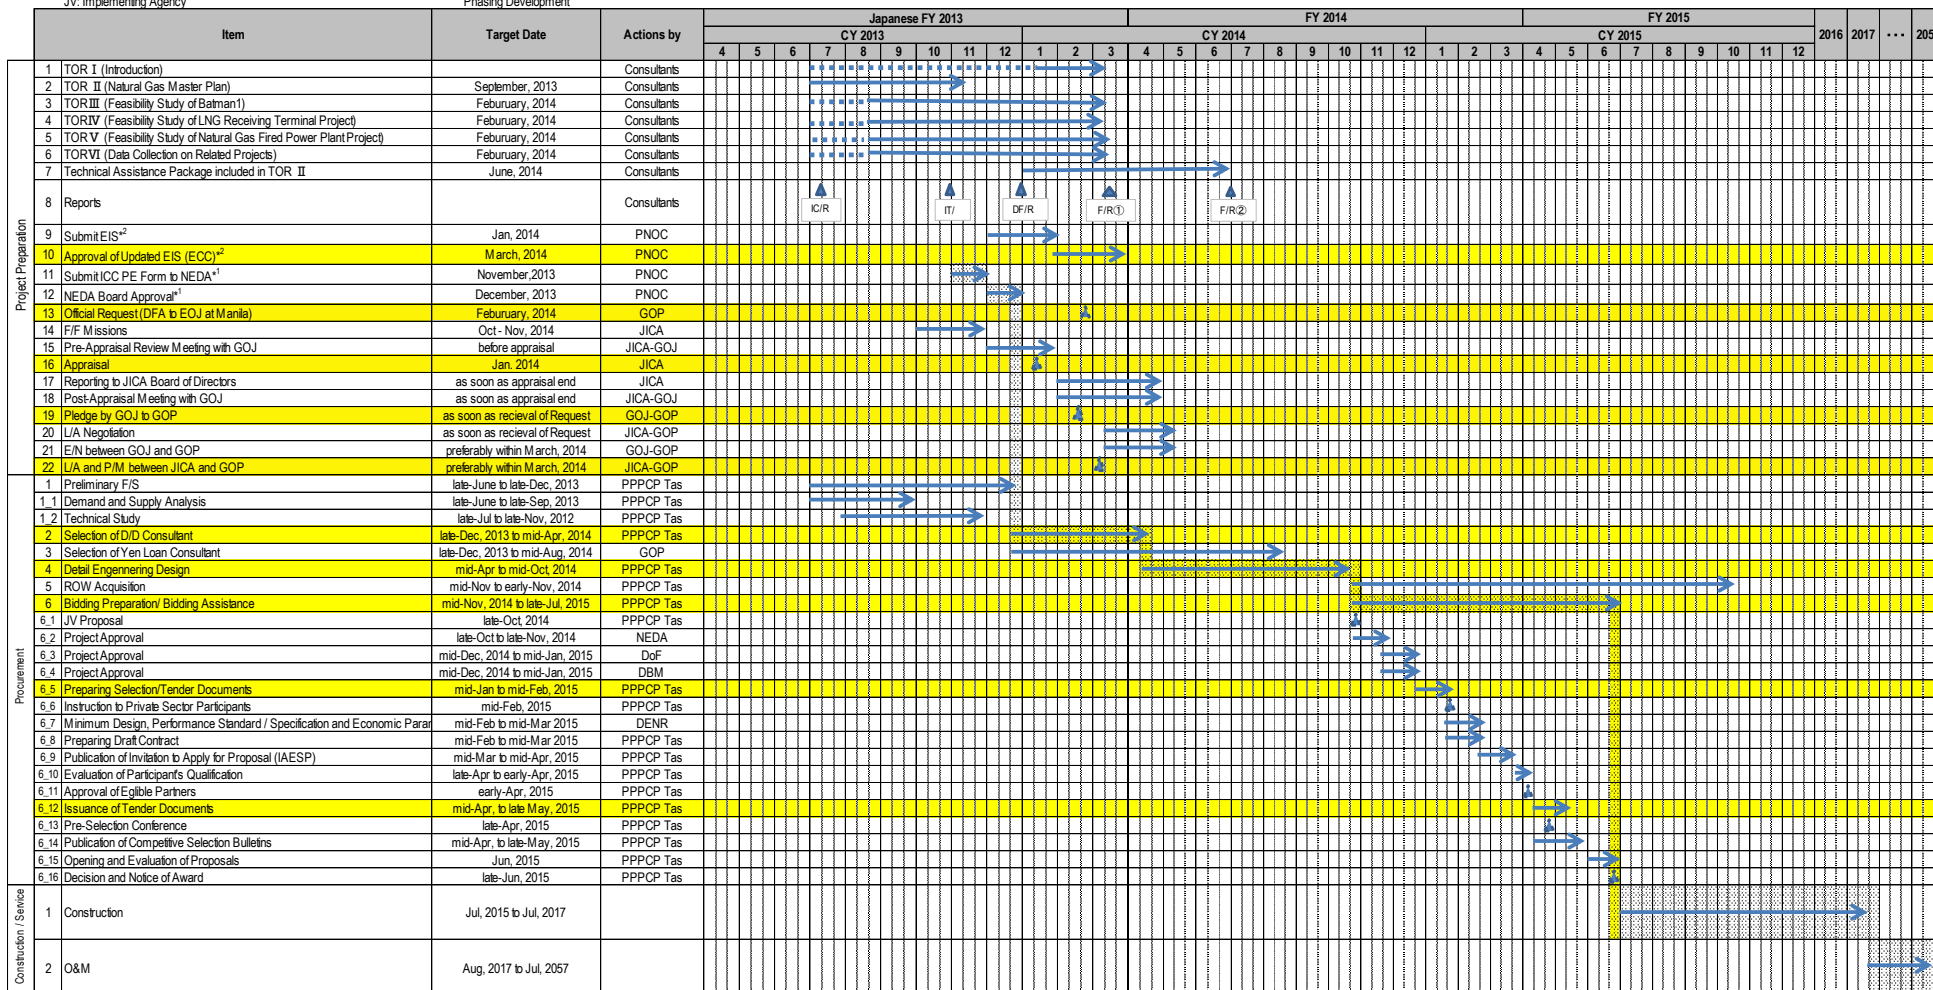 JV: Implementing Agency Phasing Development
Item Target Date Actions by Japanese FY 2013 FY 2014 FY 2015
CY 2013 CY 2014 CY 2015 2016 2017 ··· 205
4 5 6 7 8 9 10 11 12 1 2 3 4 5 6 7 8 9 10 11 12 1 2 3 4 5 6 7 8 9 10 11 12
Project Preparation
1 TOR Ⅰ (Introduction) Consultants
2 TOR Ⅱ (Natural Gas Master Plan) September, 2013 Consultants
3 TORⅢ (Feasibility Study of Batman1) Feburuary, 2014 Consultants
4 TORⅣ (Feasibility Study of LNG Receiving Terminal Project) Feburuary, 2014 Consultants
5 TORⅤ (Feasibility Study of Natural Gas Fired Power Plant Project) Feburuary, 2014 Consultants
6 TORⅥ (Data Collection on Related Projects) Feburuary, 2014 Consultants
7 Technical Assistance Package included in TOR Ⅱ June, 2014 Consultants
8 Reports Consultants IC/R IT/ DF/R F/R① F/R②
9 Submit EIS*2 Jan, 2014 PNOC
10 Approval of Updated EIS (ECC)*2 March, 2014 PNOC
11 Submit ICC PE Form to NEDA*1 November,2013 PNOC
12 NEDA Board Approval*1 December, 2013 PNOC
13 Official Request (DFA to EOJ at Manila) Feburuary, 2014 GOP
14 F/F Missions Oct - Nov, 2014 JICA
15 Pre-Appraisal Review Meeting with GOJ before appraisal JICA-GOJ
16 Appraisal Jan. 2014 JICA
17 Reporting to JICA Board of Directors as soon as appraisal end JICA
18 Post-Appraisal Meeting with GOJ as soon as appraisal end JICA-GOJ
19 Pledge by GOJ to GOP as soon as recieval of Request GOJ-GOP
20 L/A Negotiation as soon as recieval of Request JICA-GOP
21 E/N between GOJ and GOP preferably within March, 2014 GOJ-GOP
22 L/A and P/M between JICA and GOP preferably within March, 2014 JICA-GOP
Procurement
1 Preliminary F/S late-June to late-Dec, 2013 PPPCP Tas
1_1 Demand and Supply Analysis late-June to late-Sep, 2013 PPPCP Tas
1_2 Technical Study late-Jul to late-Nov, 2012 PPPCP Tas
2 Selection of D/D Consultant late-Dec, 2013 to mid-Apr, 2014 PPPCP Tas
3 Selection of Yen Loan Consultant late-Dec, 2013 to mid-Aug, 2014 GOP
4 Detail Engennering Design mid-Apr to mid-Oct, 2014 PPPCP Tas
5 ROW Acquisition mid-Nov to early-Nov, 2014 PPPCP Tas
6 Bidding Preparation/ Bidding Assistance mid-Nov, 2014 to late-Jul, 2015 PPPCP Tas
6_1 JV Proposal late-Oct, 2014 PPPCP Tas
6_2 Project Approval late-Oct to late-Nov, 2014 NEDA
6_3 Project Approval mid-Dec, 2014 to mid-Jan, 2015 DoF
6_4 Project Approval mid-Dec, 2014 to mid-Jan, 2015 DBM
6_5 Preparing Selection/Tender Documents mid-Jan to mid-Feb, 2015 PPPCP Tas
6_6 Instruction to Private Sector Participants mid-Feb, 2015 PPPCP Tas
6_7 Minimum Design, Performance Standard / Specification and Economic Parar mid-Feb to mid-Mar 2015 DENR
6_8 Preparing Draft Contract mid-Feb to mid-Mar 2015 PPPCP Tas
6_9 Publication of Invitation to Apply for Proposal (IAESP) mid-Mar to mid-Apr, 2015 PPPCP Tas
6_10 Evaluation of Participant's Qualification late-Apr to early-Apr, 2015 PPPCP Tas
6_11 Approval of Eglible Partners early-Apr, 2015 PPPCP Tas
6_12 Issuance of Tender Documents mid-Apr, to late May, 2015 PPPCP Tas
6_13 Pre-Selection Conference late-Apr, 2015 PPPCP Tas
6_14 Publication of Competitive Selection Bulletins mid-Apr, to late-May, 2015 PPPCP Tas
6_15 Opening and Evaluation of Proposals Jun, 2015 PPPCP Tas
6_16 Decision and Notice of Award late-Jun, 2015 PPPCP Tas
Construction / Service
1 Construction Jul, 2015 to Jul, 2017
2 O&M Aug, 2017 to Jul, 2057